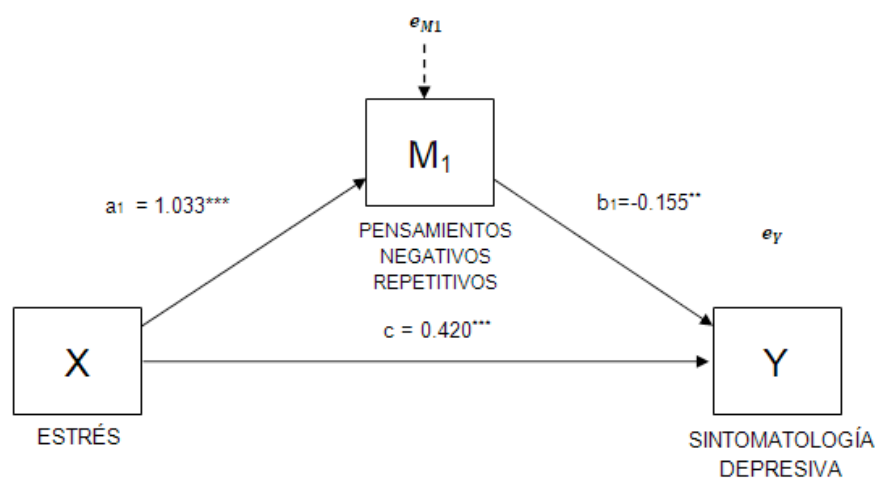 e_M1
M₁
a₁ = 1.033***
b₁=-0.155**
PENSAMIENTOS
NEGATIVOS
REPETITIVOS
e_Y
c = 0.420***
X
Y
ESTRÉS
SINTOMATOLOGÍA
DEPRESIVA